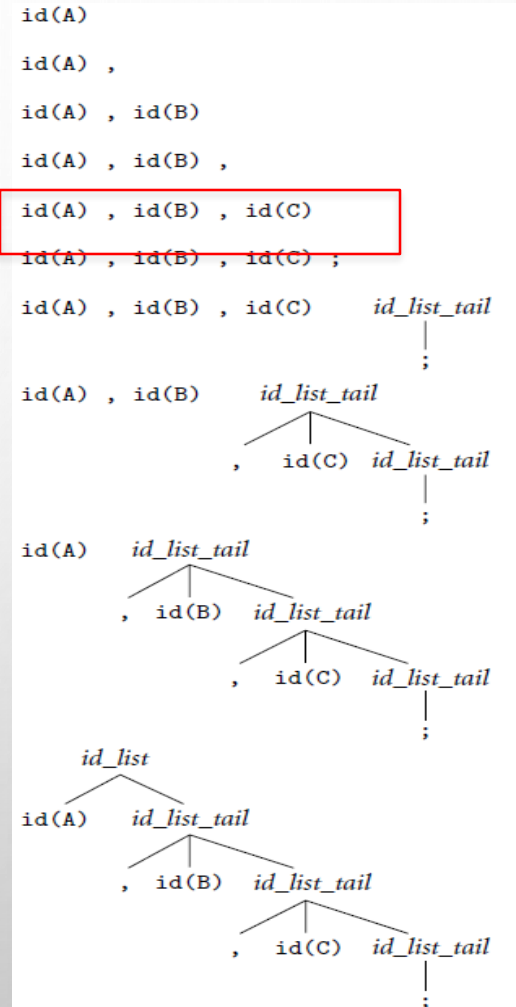 id(A)
id(A) ,
id(A) , id(B)
id(A) , id(B) ,
id(A) , id(B) , id(C)
id(A) , id(B) , id(C) ;
id(A) , id(B) , id(C) id_list_tail
;
id(A) , id(B) id_list_tail
, id(C) id_list_tail
;
id(A) id_list_tail
, id(B) id_list_tail
, id(C) id_list_tail
;
id_list
id(A) id_list_tail
, id(B) id_list_tail
, id(C) id_list_tail
;